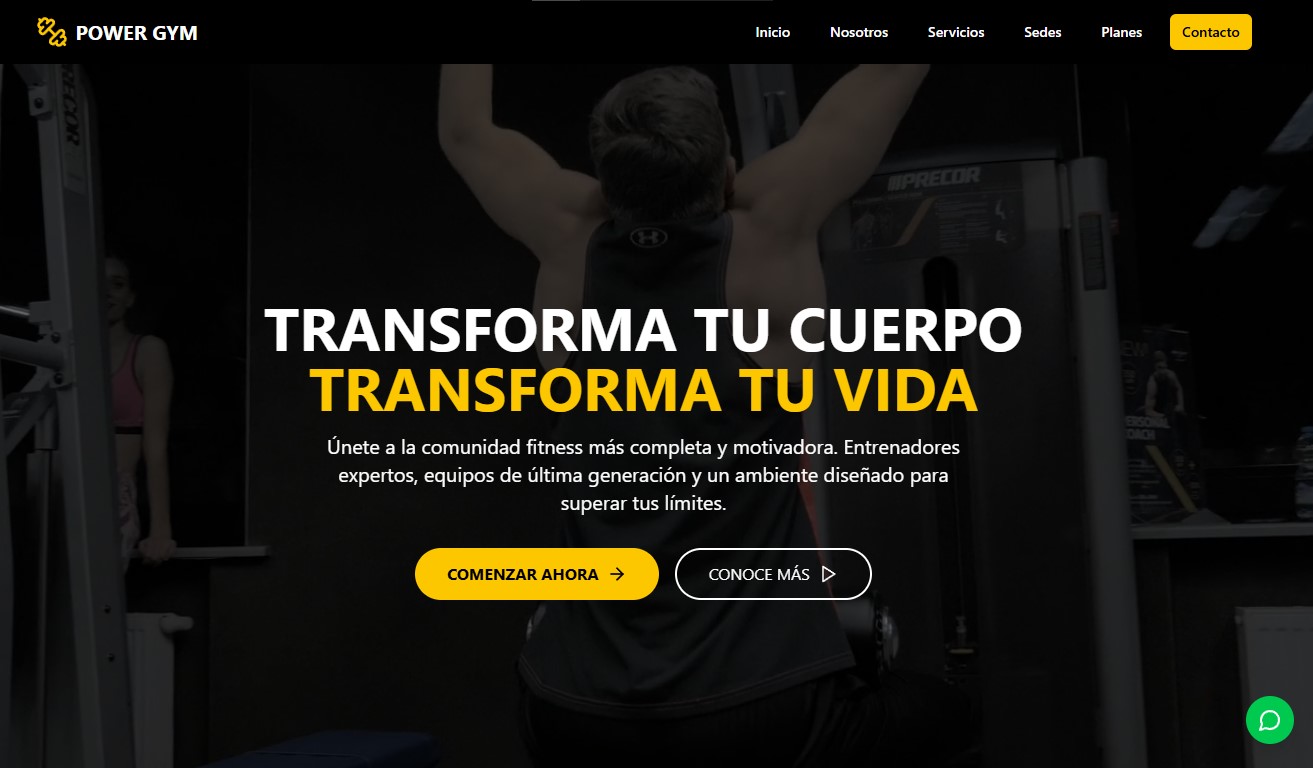 POWER GYM
Inicio
Nosotros
Servicios
Sedes
Planes
Contacto
PRECOR
PRECOR
TRANSFORMA TU CUERPO
TRANSFORMA TU VIDA
Únete a la comunidad fitness más completa y motivadora. Entrenadores
expertos, equipos de última generación y un ambiente diseñado para
superar tus límites.
PERSONAL
COACH
COMENZAR AHORA
CONOCE MÁS